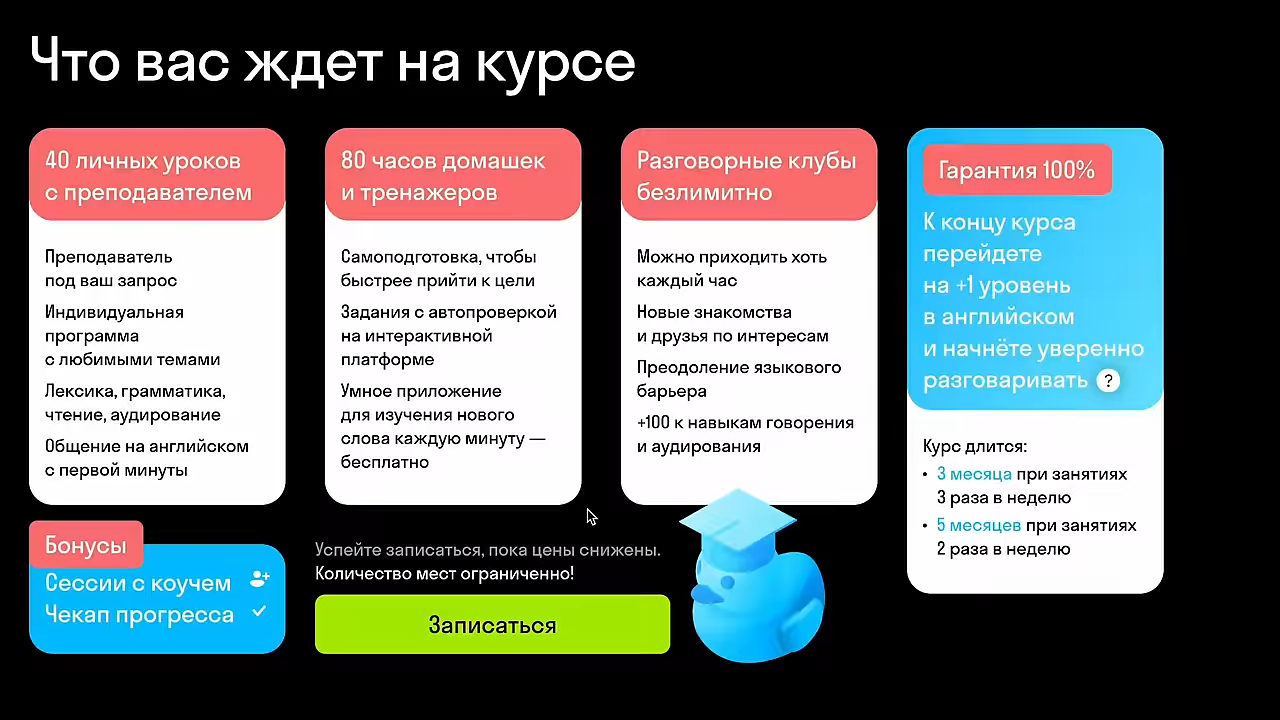 Что вас ждет на курсе
40 личных уроков
с преподавателем
Преподаватель
под ваш запрос
Индивидуальная
программа
с любимыми темами
Лексика, грамматика,
чтение, аудирование
Общение на английском
с первой минуты
80 часов домашек
и тренажеров
Самоподготовка, чтобы
быстрее прийти к цели
Задания с автопроверкой
на интерактивной
платформе
Умное приложение
для изучения нового
слова каждую минуту —
бесплатно
Разговорные клубы
безлимитно
Можно приходить хоть
каждый час
Новые знакомства
и друзья по интересам
Преодоление языкового
барьера
+100 к навыкам говорения
и аудирования
Гарантия 100%
К концу курса
перейдете
на +1 уровень
в английском
и начнёте уверенно
разговаривать ?
Курс длится:
• 3 месяца при занятиях
3 раза в неделю
• 5 месяцев при занятиях
2 раза в неделю
Бонусы
Сессии с коучем
Чекап прогресса
Успейте записаться, пока цены снижены.
Количество мест ограниченно!
Записаться